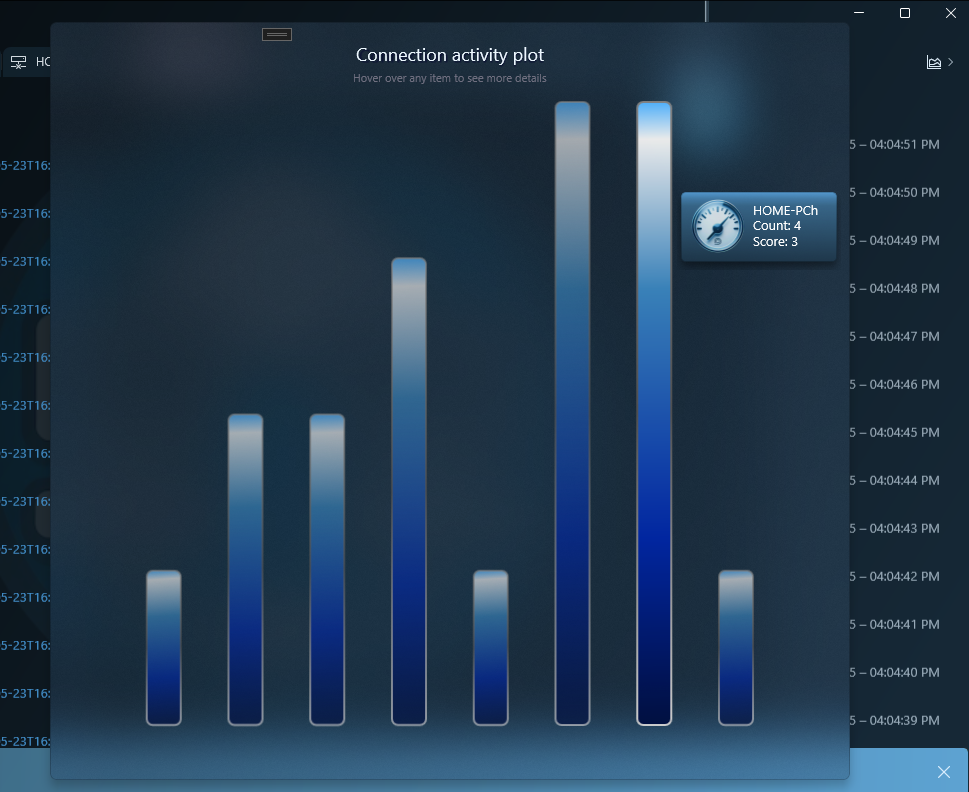 Connection activity plot
Hover over any item to see more details
HO
5 – 04:04:51 PM
5-23T16:
5 – 04:04:50 PM
5-23T16:
HOME-PCh
Count: 4
Score: 3
5 – 04:04:49 PM
5-23T16:
5 – 04:04:48 PM
5-23T16:
5 – 04:04:47 PM
5-23T16:
5 – 04:04:46 PM
5-23T16:
5 – 04:04:45 PM
5-23T16:
5 – 04:04:44 PM
5-23T16:
5 – 04:04:43 PM
5-23T16:
5 – 04:04:42 PM
5-23T16:
5 – 04:04:41 PM
5-23T16:
5 – 04:04:40 PM
5-23T16:
5 – 04:04:39 PM
5-23T16: